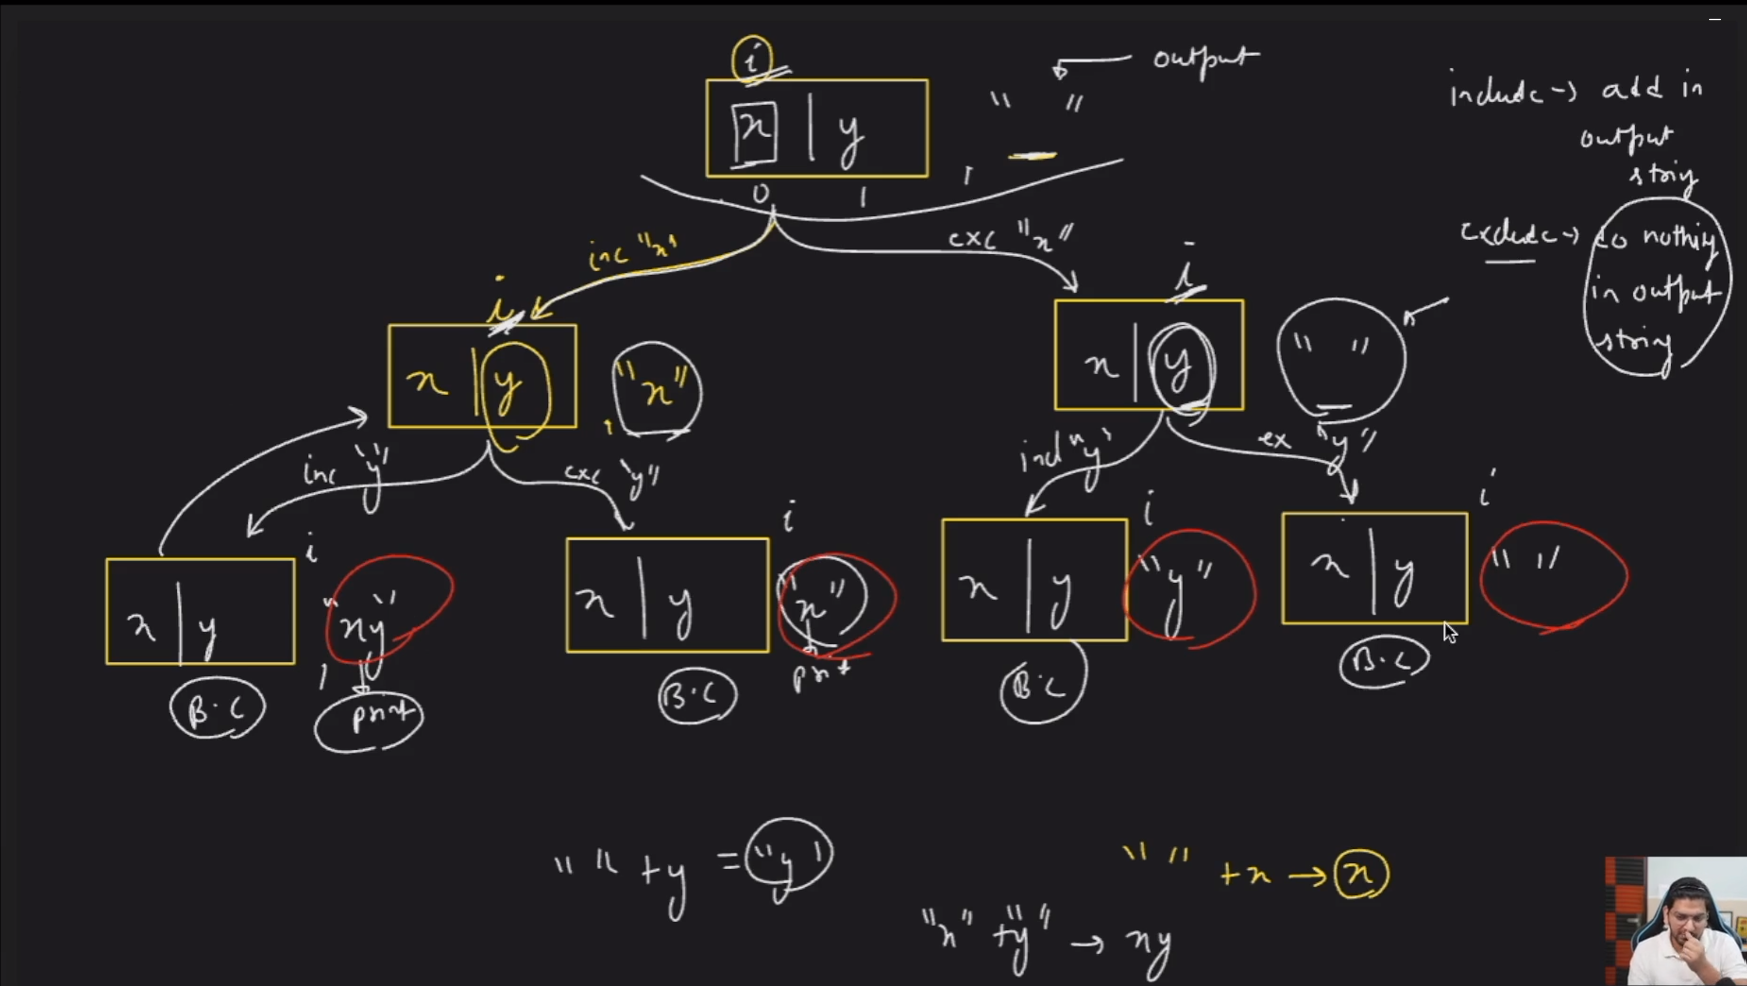 i
" " output
x | y
0 1 ,
include → add in
output
string
exclude → do nothing
in output
string
inc "x"
exc "x"
i
x | y , "x"
i
x | y " "
inc "y"
exc "y"
incl "y"
ex "y"
i
x | y , "xy"
B.C
print
i
x | y "x"
B.C
print
i
x | y "y"
B.C
i
x | y " "
B.C
" " + y = "y"
" " + x → x
"x" + "y" → xy